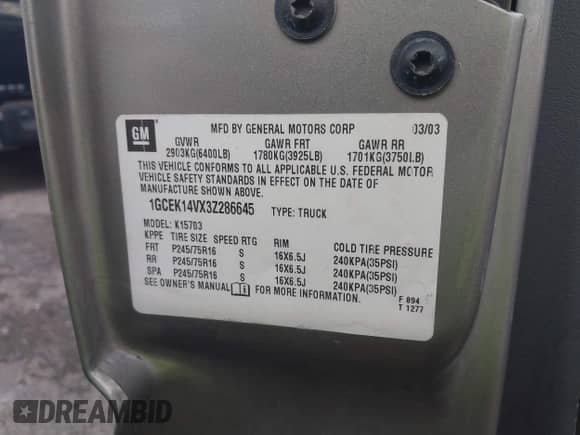 GM
MFD BY GENERAL MOTORS CORP 03/03
GVWR GAWR FRT GAWR RR
2903KG(6400LB) 1780KG(3925LB) 1701KG(3750LB)
THIS VEHICLE CONFORMS TO ALL APPLICABLE U.S. FEDERAL MOTOR
VEHICLE SAFETY STANDARDS IN EFFECT ON THE DATE OF
MANUFACTURE SHOWN ABOVE.
1GCEK14VX3Z286645 TYPE: TRUCK
MODEL: K15703
KPPE TIRE SIZE SPEED RTG RIM COLD TIRE PRESSURE
FRT P245/75R16 S 16X6.5J 240KPA(35PSI)
RR P245/75R16 S 16X6.5J 240KPA(35PSI)
SPA P245/75R16 S 16X6.5J 240KPA(35PSI)
SEE OWNER'S MANUAL FOR MORE INFORMATION.
F 094
T 1277
DREAMBID